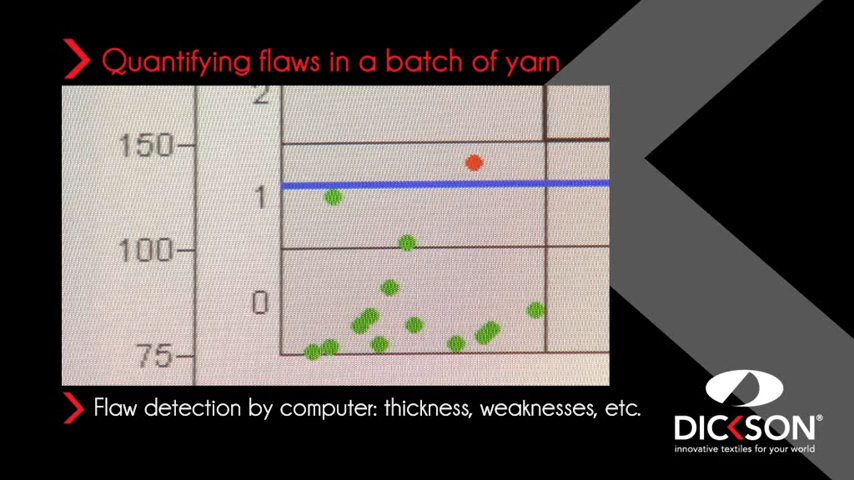 Quantifying flaws in a batch of yarn
2
150
1
100
0
75
Flaw detection by computer: thickness, weaknesses, etc.
DICKSON®
innovative textiles for your world